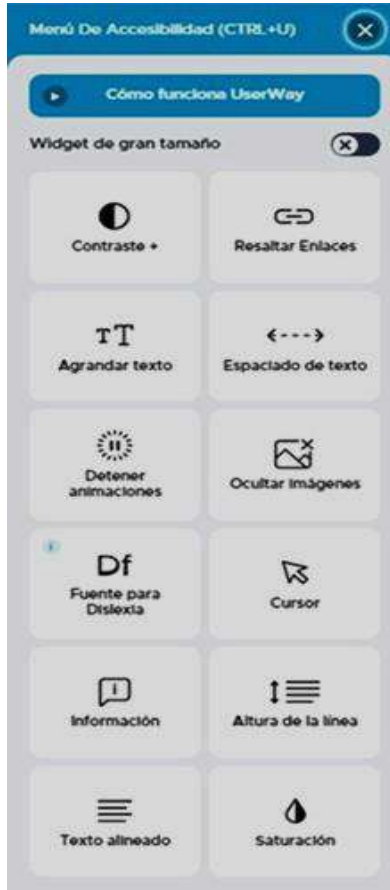 Menú De Accesibilidad (CTRL+U)
Cómo funciona UserWay
Widget de gran tamaño
Contraste +
Resaltar Enlaces
TT
Agrandar texto
Espaciado de texto
Detener
animaciones
Ocultar Imágenes
Df
Fuente para
Dislexia
Cursor
Información
Altura de la línea
Texto alineado
Saturación